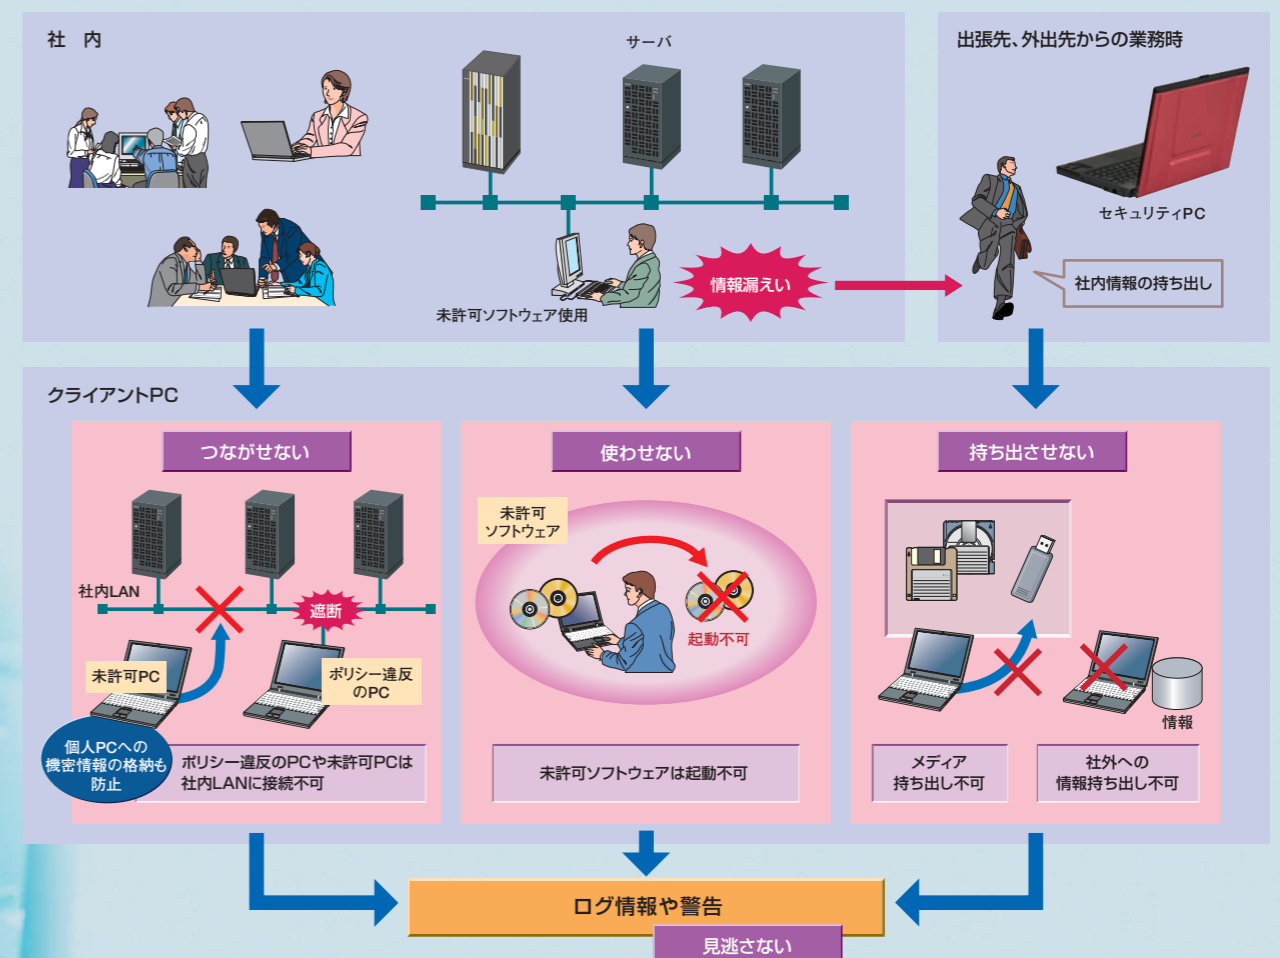 社 内
サーバ
出張先、外出先からの業務時
セキュリティPC
情報漏えい
社内情報の持ち出し
未許可ソフトウェア使用
クライアントPC
つながせない
使わせない
持ち出させない
未許可
ソフトウェア
社内LAN
遮断
起動不可
未許可PC
ポリシー違反
のPC
情報
個人PCへの
機密情報の格納も
防止
ポリシー違反のPCや未許可PCは
社内LANに接続不可
未許可ソフトウェアは起動不可
メディア
持ち出し不可
社外への
情報持ち出し不可
ログ情報や警告
見逃さない